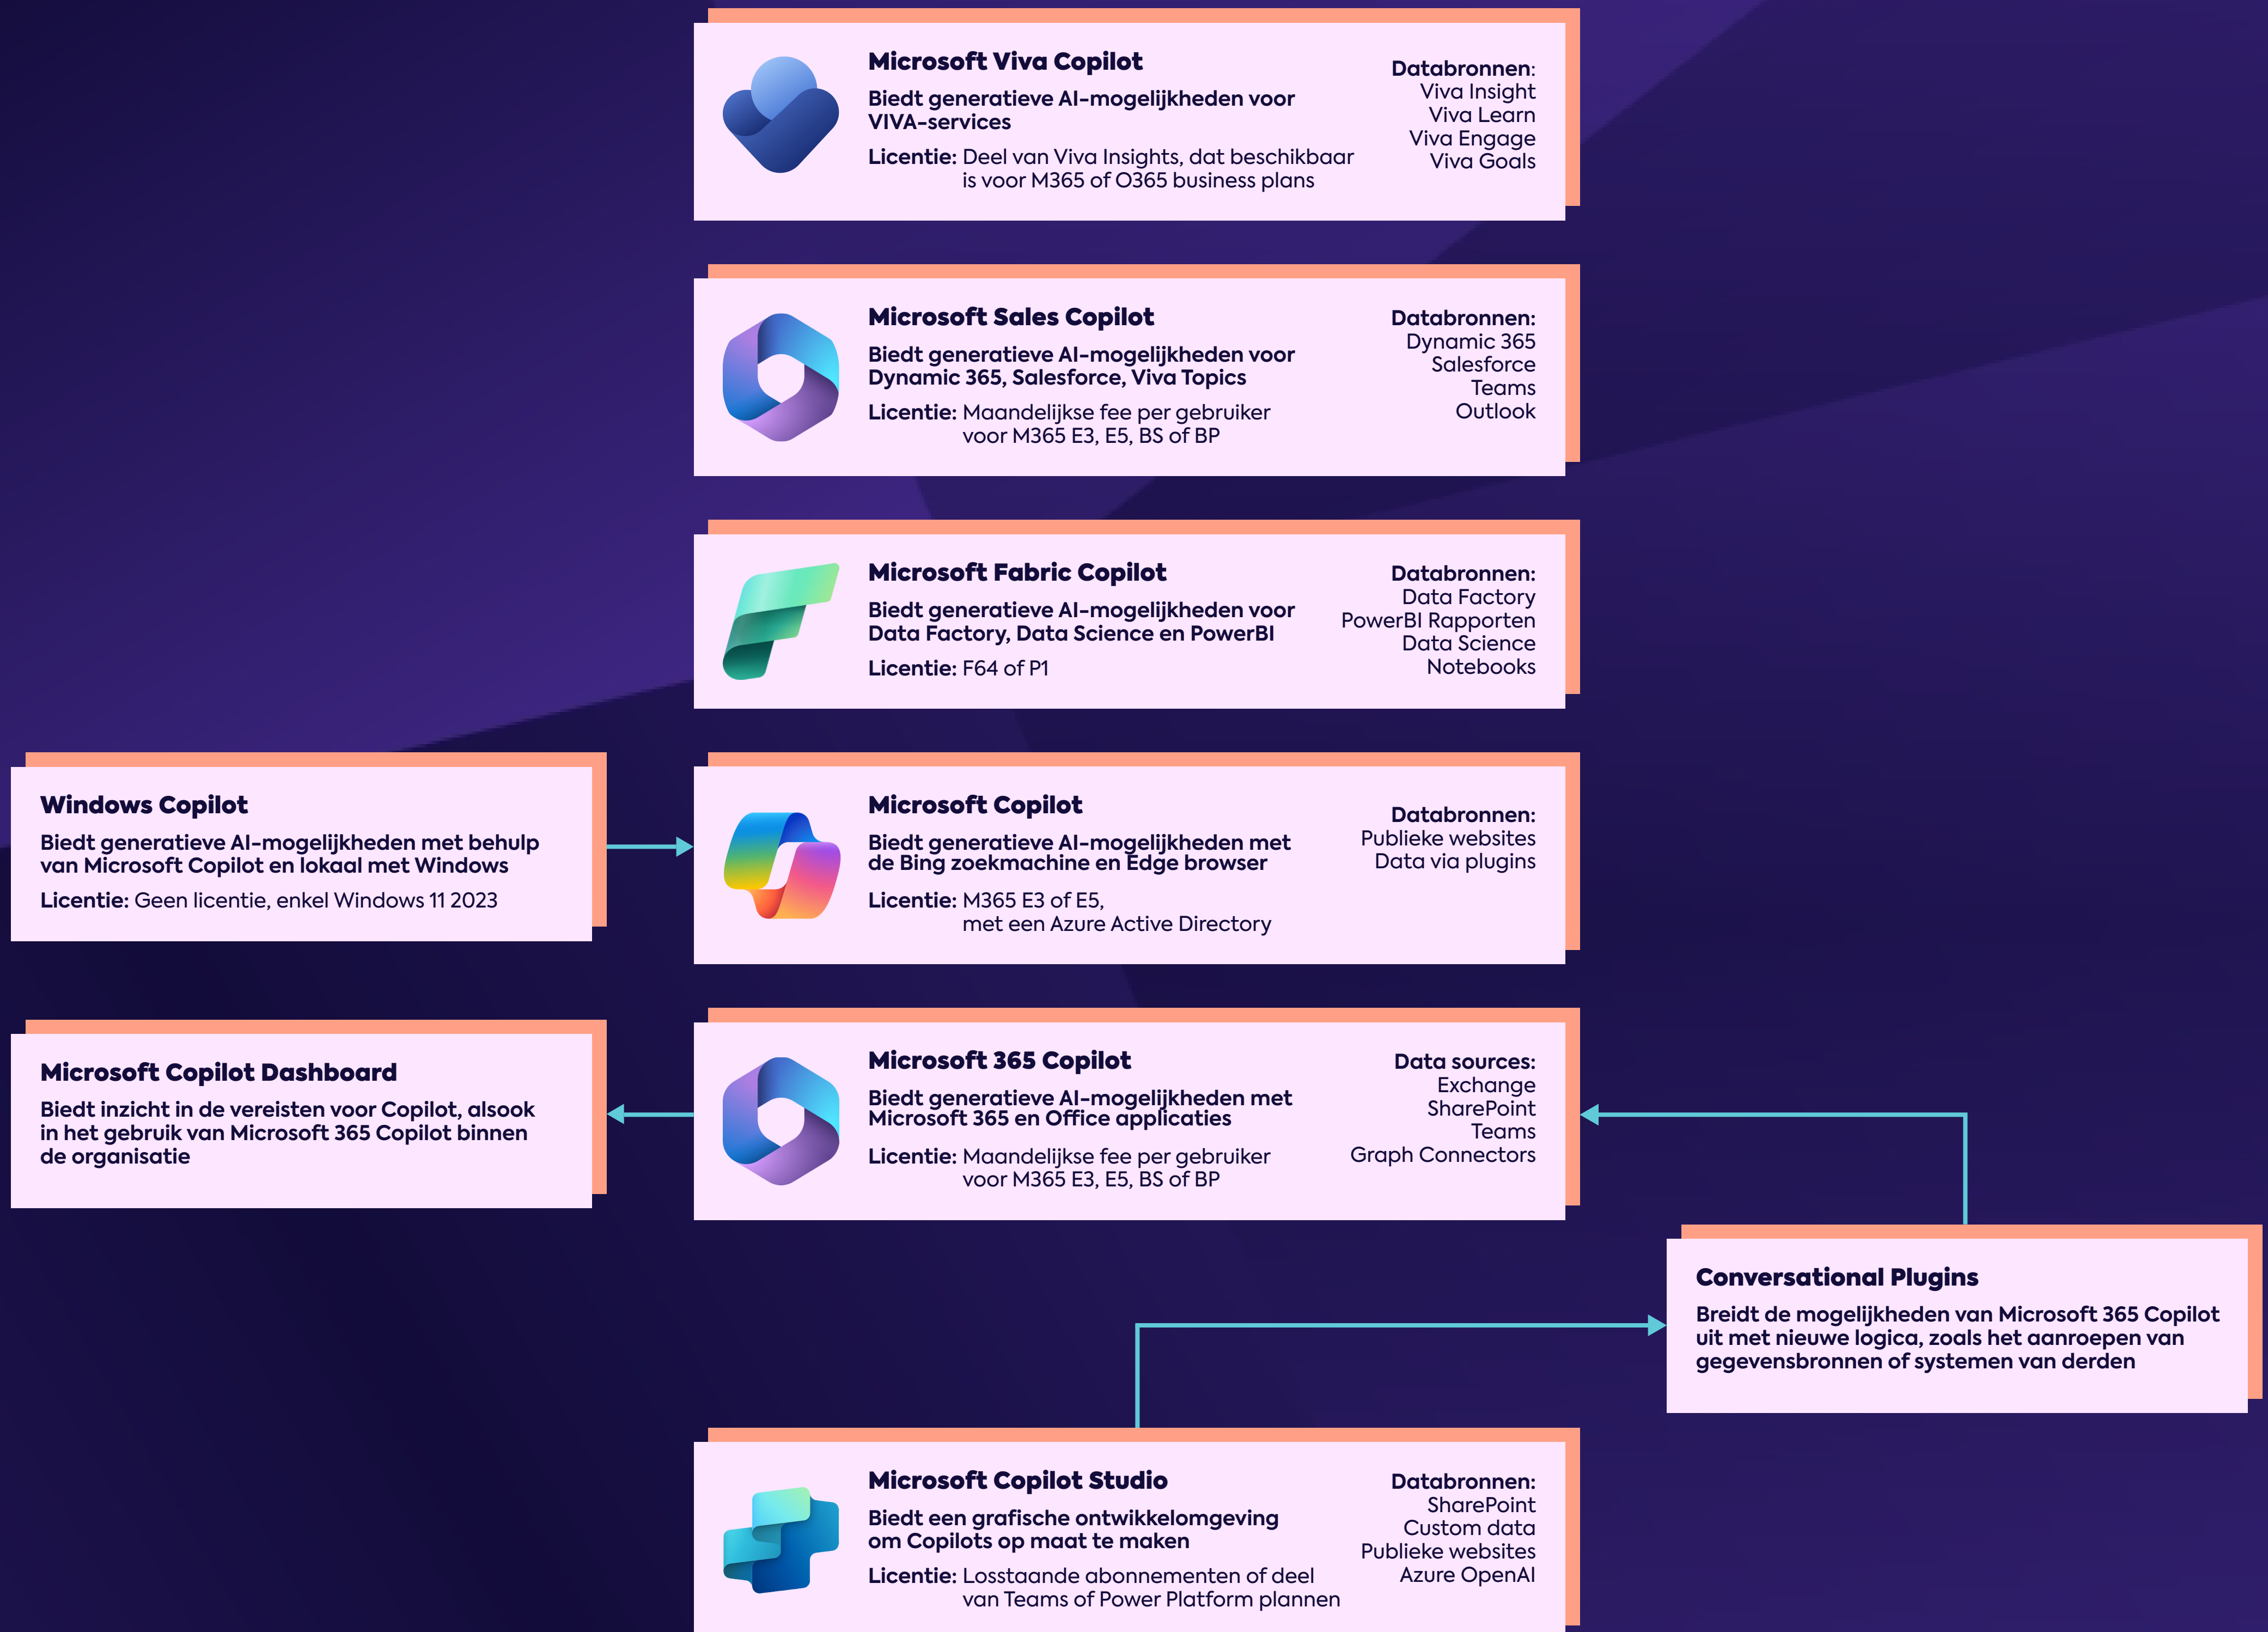 Microsoft Viva Copilot
Biedt generatieve AI-mogelijkheden voor
VIVA-services
Licentie: Deel van Viva Insights, dat beschikbaar
is voor M365 of O365 business plans
Databronnen:
Viva Insight
Viva Learn
Viva Engage
Viva Goals
Microsoft Sales Copilot
Biedt generatieve AI-mogelijkheden voor
Dynamic 365, Salesforce, Viva Topics
Licentie: Maandelijkse fee per gebruiker
voor M365 E3, E5, BS of BP
Databronnen:
Dynamic 365
Salesforce
Teams
Outlook
Microsoft Fabric Copilot
Biedt generatieve AI-mogelijkheden voor
Data Factory, Data Science en PowerBI
Licentie: F64 of P1
Databronnen:
Data Factory
PowerBI Rapporten
Data Science
Notebooks
Windows Copilot
Biedt generatieve AI-mogelijkheden met behulp
van Microsoft Copilot en lokaal met Windows
Licentie: Geen licentie, enkel Windows 11 2023
Microsoft Copilot
Biedt generatieve AI-mogelijkheden met
de Bing zoekmachine en Edge browser
Licentie: M365 E3 of E5,
met een Azure Active Directory
Databronnen:
Publieke websites
Data via plugins
Microsoft Copilot Dashboard
Biedt inzicht in de vereisten voor Copilot, alsook
in het gebruik van Microsoft 365 Copilot binnen
de organisatie
Microsoft 365 Copilot
Biedt generatieve AI-mogelijkheden met
Microsoft 365 en Office applicaties
Licentie: Maandelijkse fee per gebruiker
voor M365 E3, E5, BS of BP
Data sources:
Exchange
SharePoint
Teams
Graph Connectors
Conversational Plugins
Breidt de mogelijkheden van Microsoft 365 Copilot
uit met nieuwe logica, zoals het aanroepen van
gegevensbronnen of systemen van derden
Microsoft Copilot Studio
Biedt een grafische ontwikkelomgeving
om Copilots op maat te maken
Licentie: Losstaande abonnementen of deel
van Teams of Power Platform plannen
Databronnen:
SharePoint
Custom data
Publieke websites
Azure OpenAI